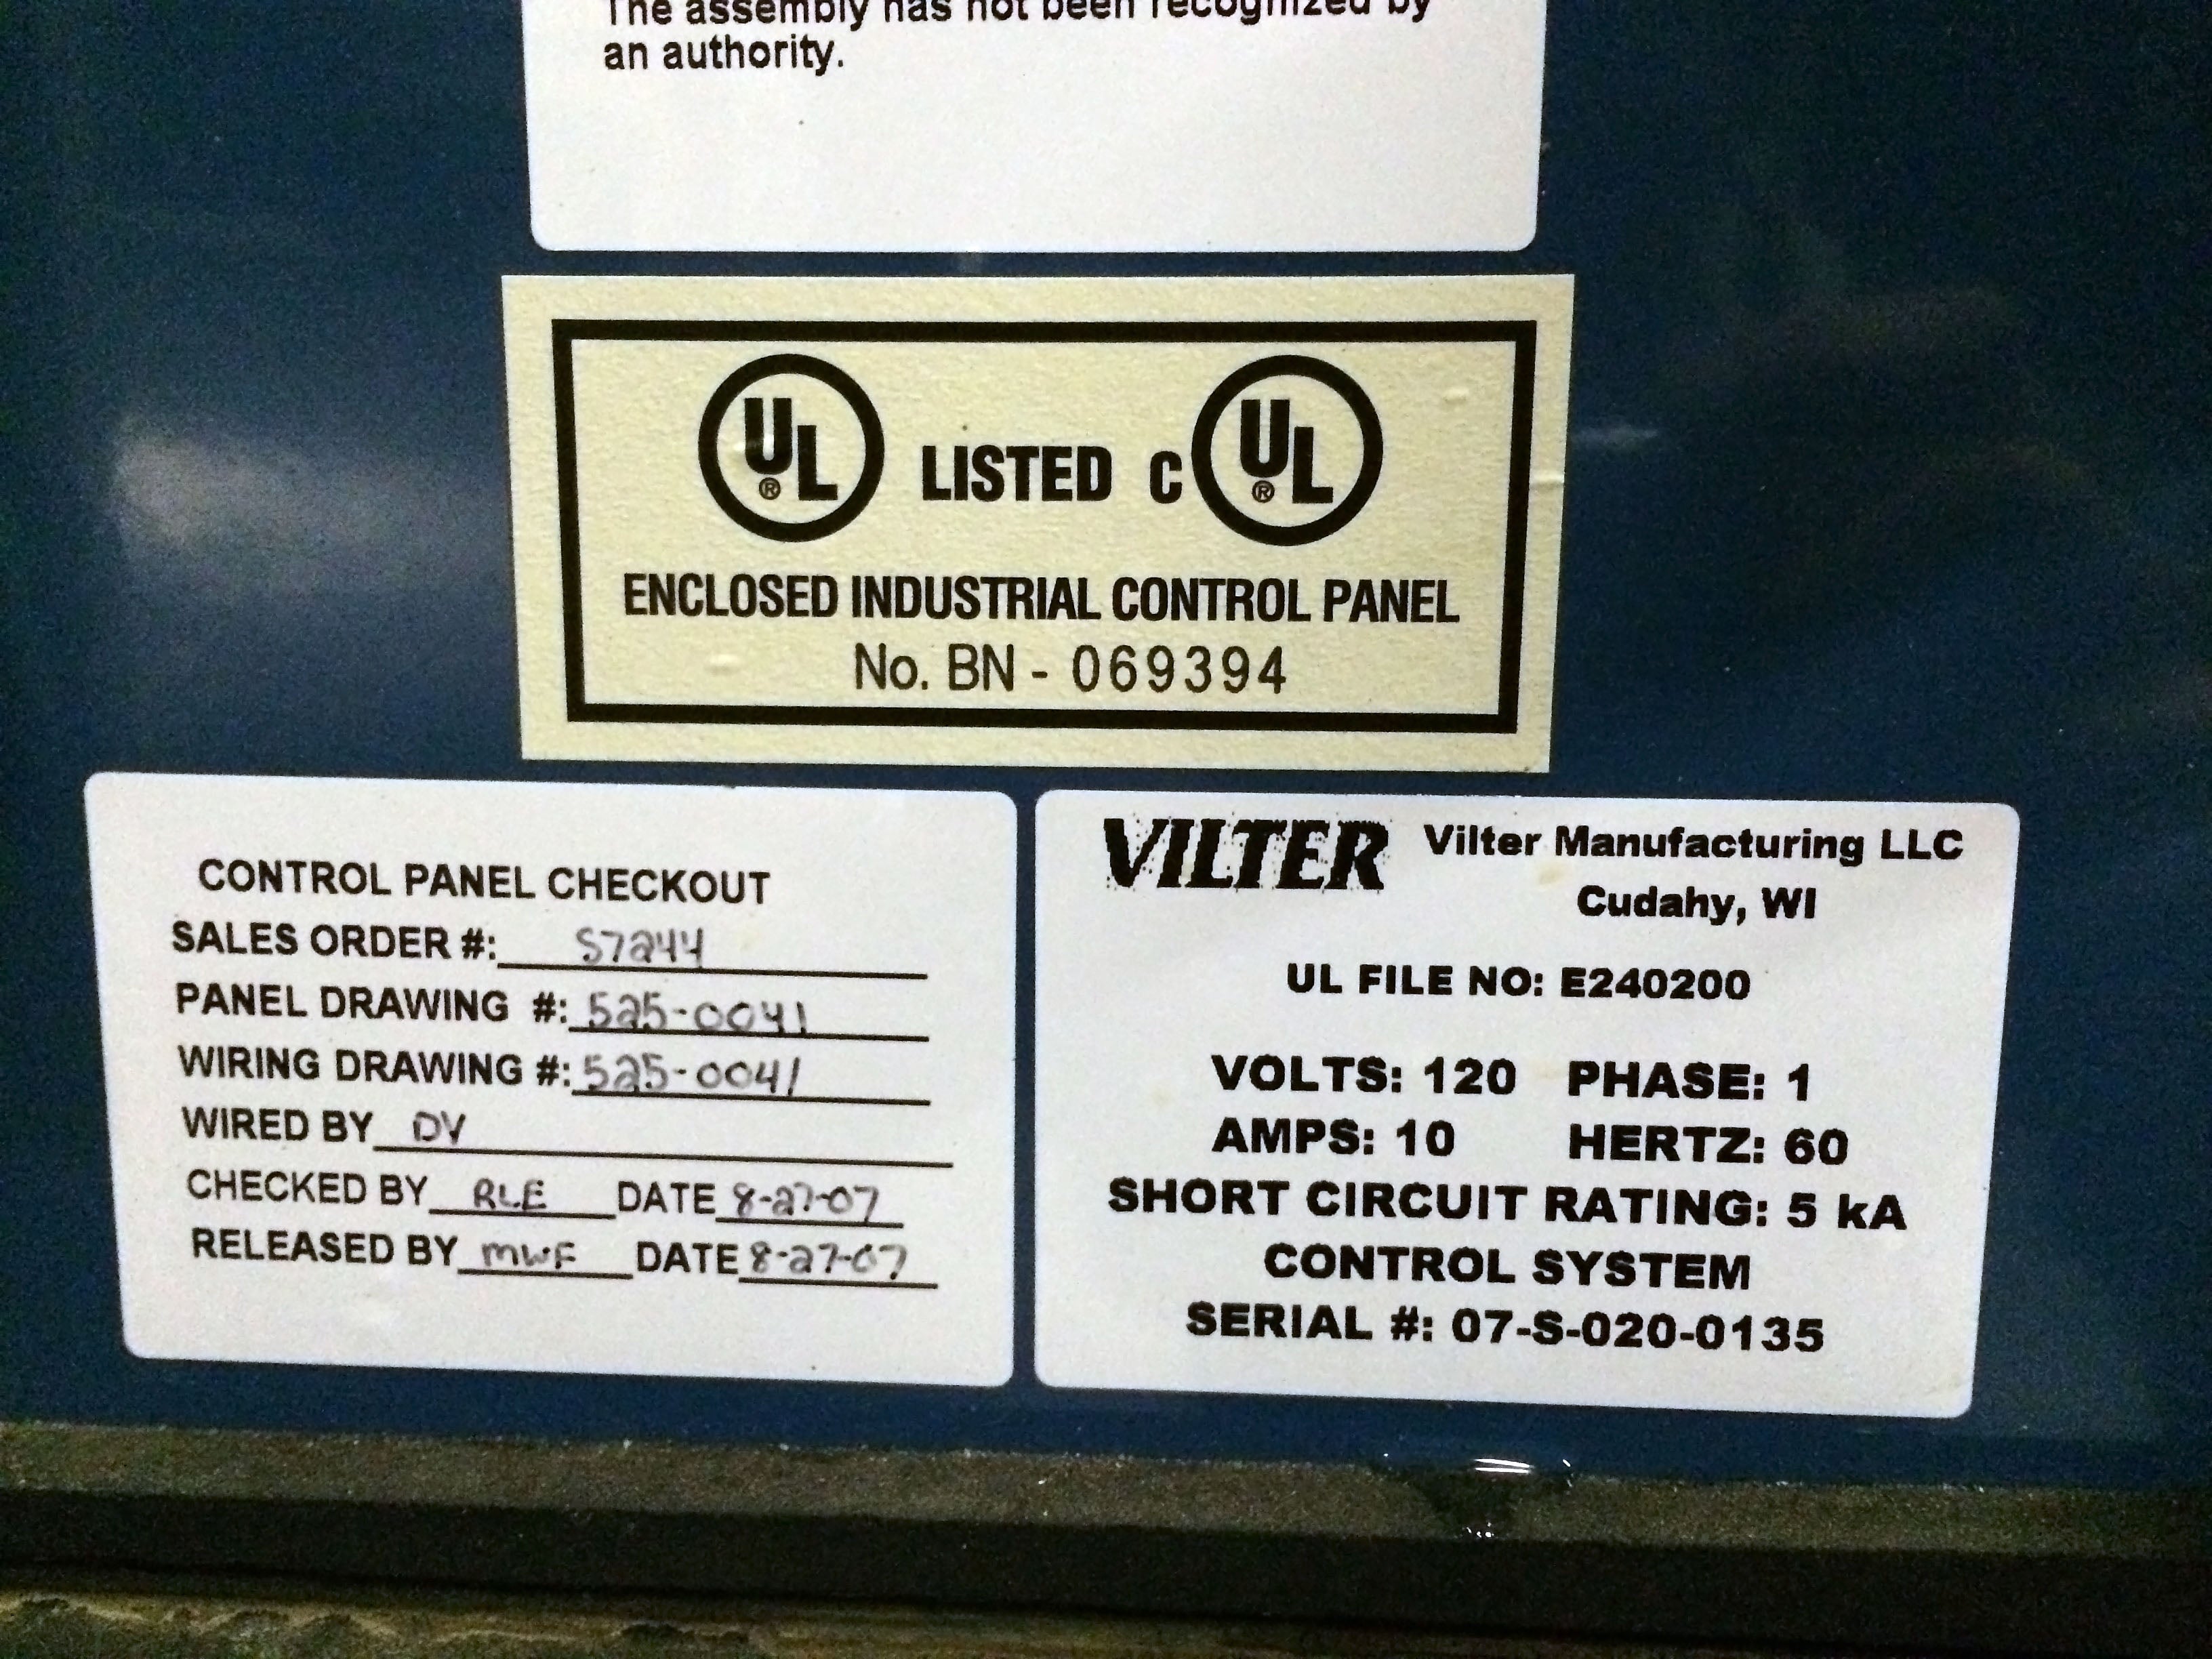 The assembly has not been recognized by
an authority.
UL ® LISTED C UL ®
ENCLOSED INDUSTRIAL CONTROL PANEL
No. BN - 069394
CONTROL PANEL CHECKOUT
SALES ORDER #: S7244
PANEL DRAWING #: 525-0041
WIRING DRAWING #: 525-0041
WIRED BY DV
CHECKED BY RLE DATE 8-27-07
RELEASED BY MWF DATE 8-27-07
VILTER Vilter Manufacturing LLC
Cudahy, WI
UL FILE NO: E240200
VOLTS: 120 PHASE: 1
AMPS: 10 HERTZ: 60
SHORT CIRCUIT RATING: 5 kA
CONTROL SYSTEM
SERIAL #: 07-S-020-0135